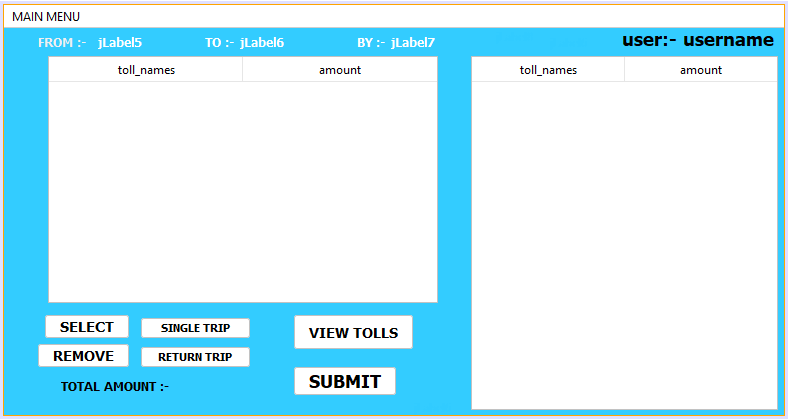 MAIN MENU
FROM :- jLabel5 TO :- jLabel6 BY :- jLabel7 user:- username
toll_names amount toll_names amount
SELECT SINGLE TRIP VIEW TOLLS
REMOVE RETURN TRIP
TOTAL AMOUNT :- SUBMIT